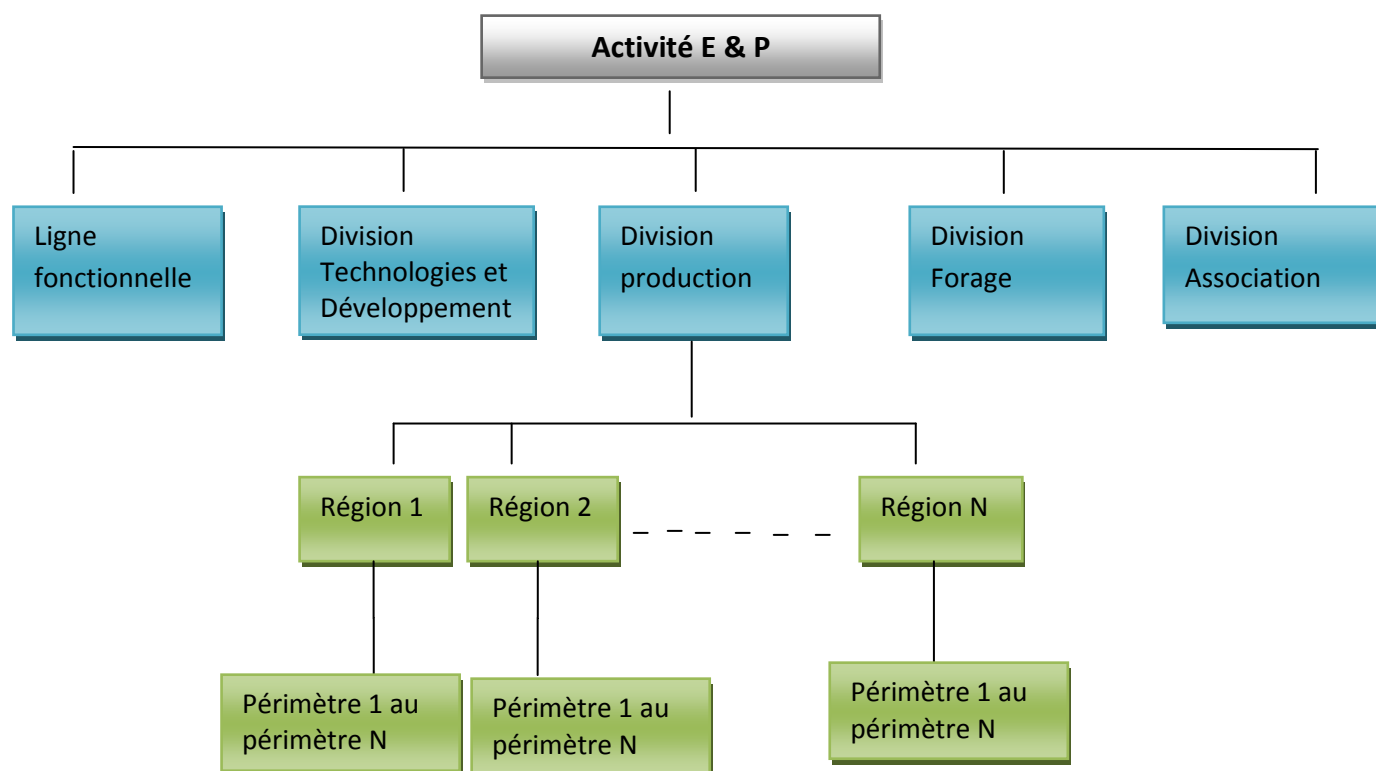 Activité E & P
Ligne
fonctionnelle
Division
Technologies et
Développement
Division
production
Division
Forage
Division
Association
Région 1
Région 2
Région N
Périmètre 1 au
périmètre N
Périmètre 1 au
périmètre N
Périmètre 1 au
périmètre N